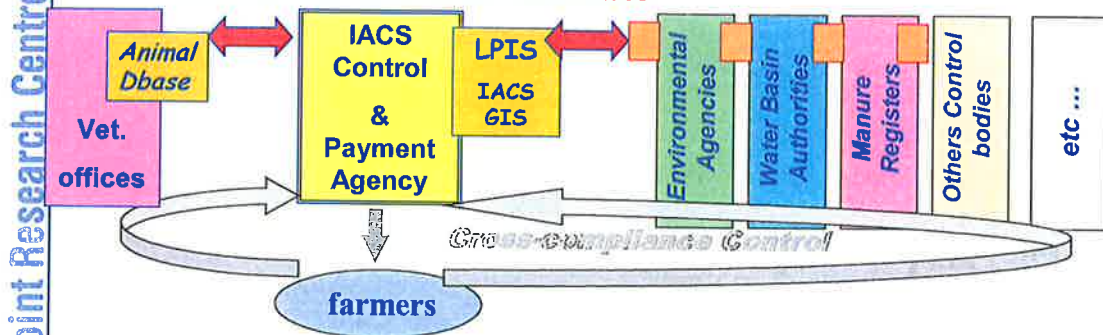 Joint Research Centre
Animal
Dbase
Vet.
offices
IACS
Control
&
Payment
Agency
LPIS
IACS
GIS
Environmental
Agencies
Water Basin
Authorities
Manure
Registers
Others Control
bodies
etc ...
Cross-compliance Control
farmers